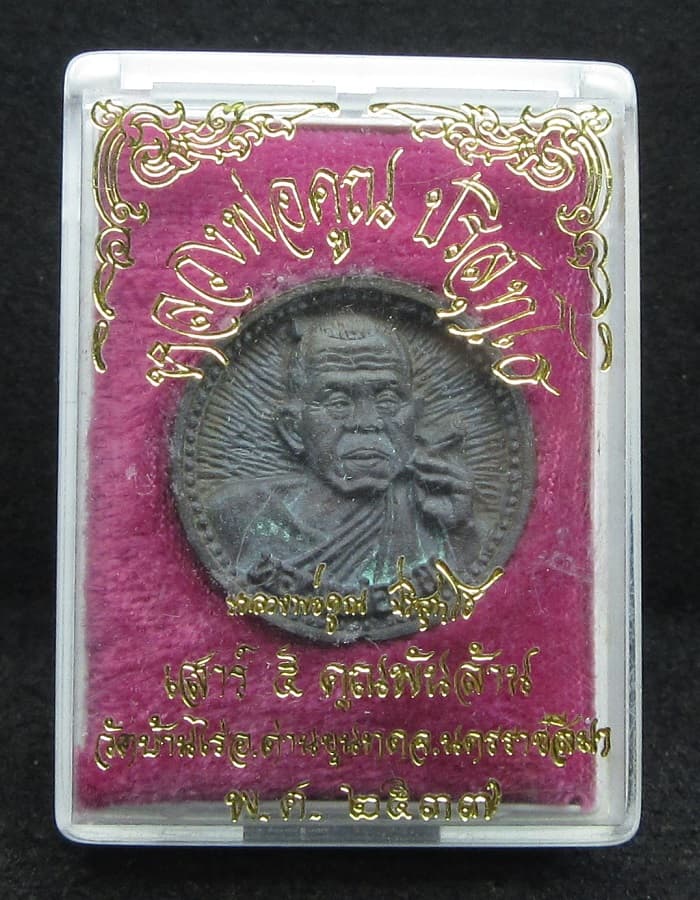 หลวงพ่อคูณ ปริสุทฺโธ
หลวงพ่อคูณ ปริสุทฺโธ
เสาร์ ๕ คูณพันล้าน
วัดบ้านไร่อ.ด่านขุนทดจ.นครราชสีมา
พ.ศ. ๒๕๓๗